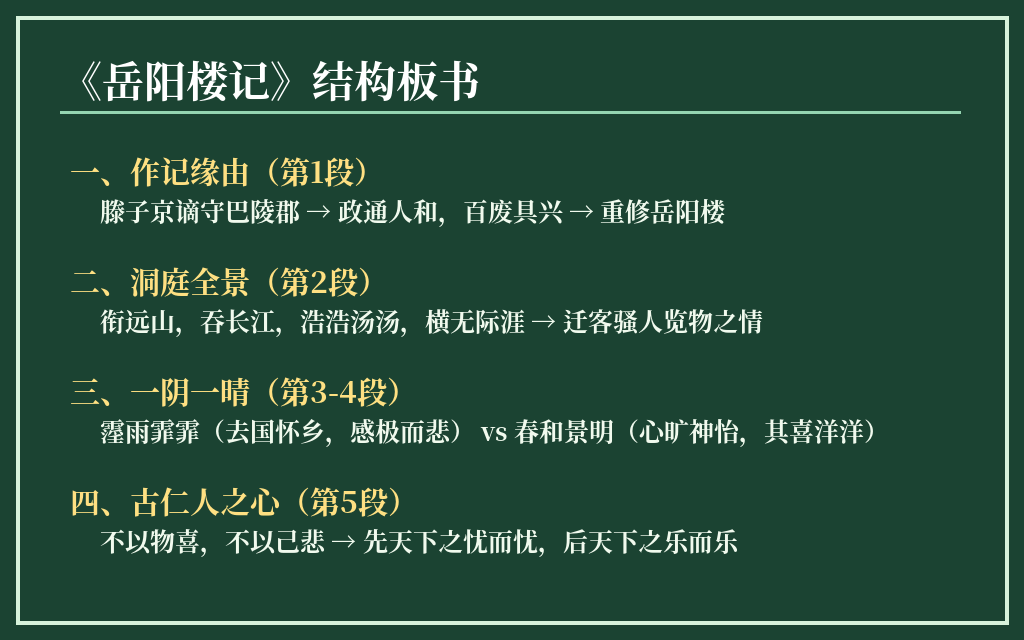 《岳阳楼记》结构板书
一、作记缘由（第1段）
滕子京谪守巴陵郡 → 政通人和，百废具兴 → 重修岳阳楼
二、洞庭全景（第2段）
衔远山，吞长江，浩浩汤汤，横无际涯 → 迁客骚人览物之情
三、一阴一晴（第3-4段）
霪雨霏霏（去国怀乡，感极而悲） vs 春和景明（心旷神怡，其喜洋洋）
四、古仁人之心（第5段）
不以物喜，不以己悲 → 先天下之忧而忧，后天下之乐而乐